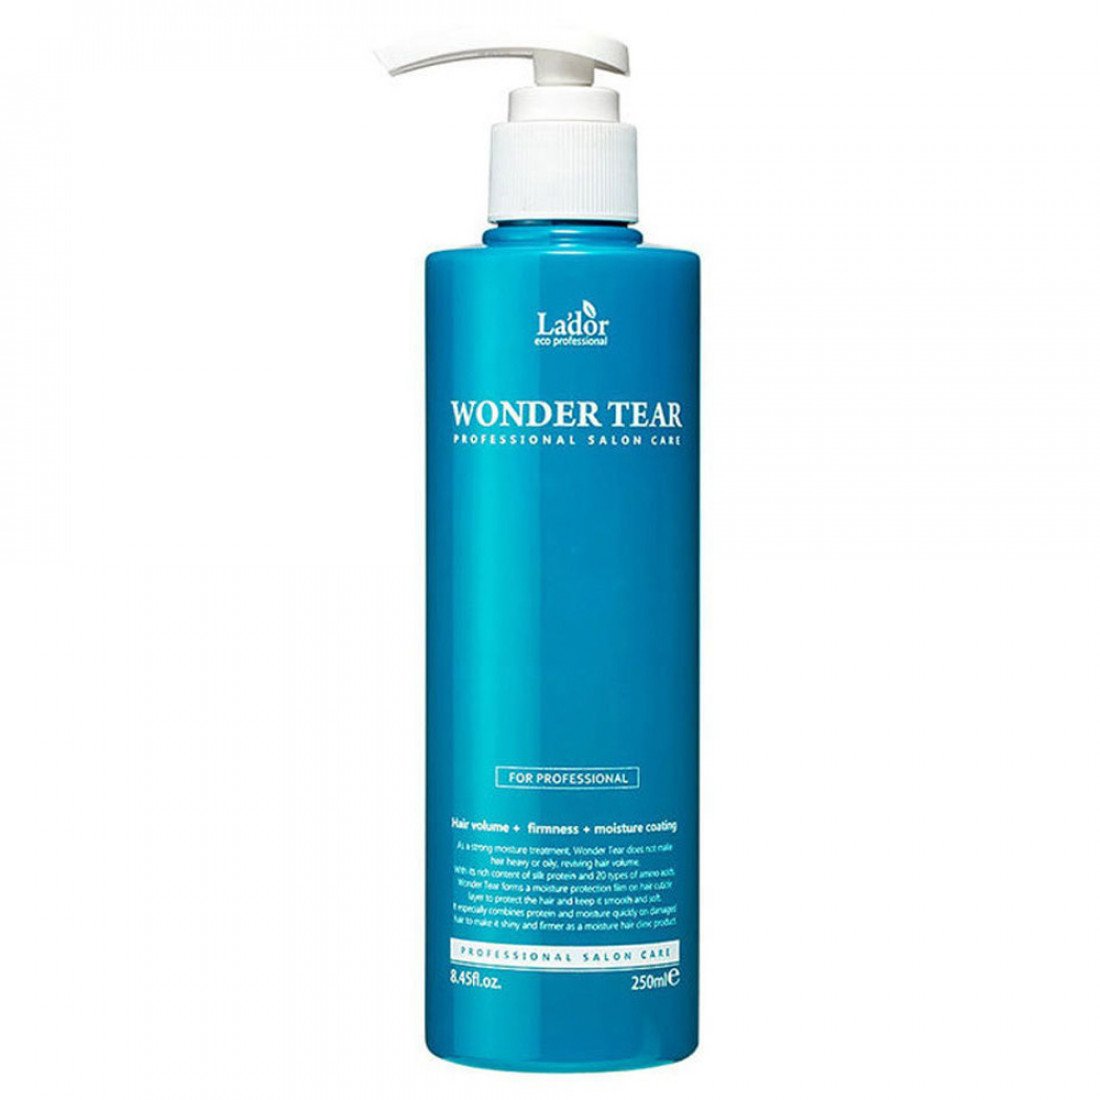 La'dor
eco professional
WONDER TEAR
PROFESSIONAL SALON CARE
FOR PROFESSIONAL
Hair volume + firmness + moisture coating
As a strong moisture treatment, Wonder Tear does not make
hair heavy or oily, reviving hair volume.
With its rich content of silk protein and 20 types of amino acids,
Wonder Tear forms a moisture protection film on hair cuticle
layer to protect the hair and keep it smooth and soft.
It especially combines protein and moisture quickly on damaged
hair to make it shiny and firmer as a moisture hair clinic product.
PROFESSIONAL SALON CARE
8.45fl.oz. 250ml℮